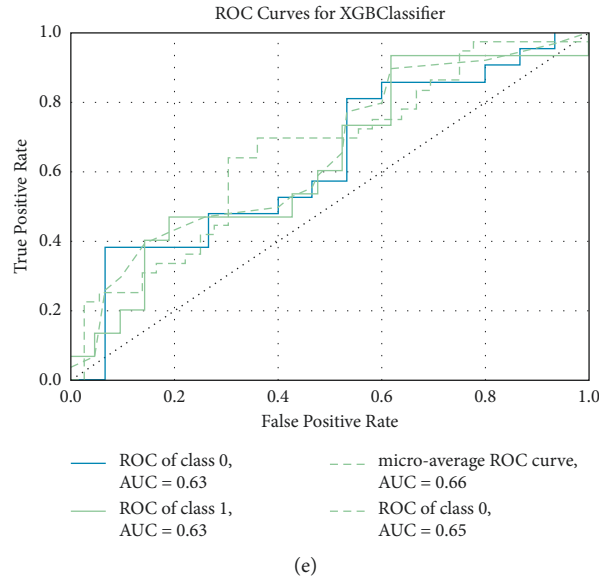 ROC Curves for XGBClassifier
1.0
0.8
0.6
0.4
0.2
0.0
True Positive Rate
0.0 0.2 0.4 0.6 0.8 1.0
False Positive Rate
ROC of class 0,
AUC = 0.63
ROC of class 1,
AUC = 0.63
micro-average ROC curve,
AUC = 0.66
ROC of class 0,
AUC = 0.65
(e)